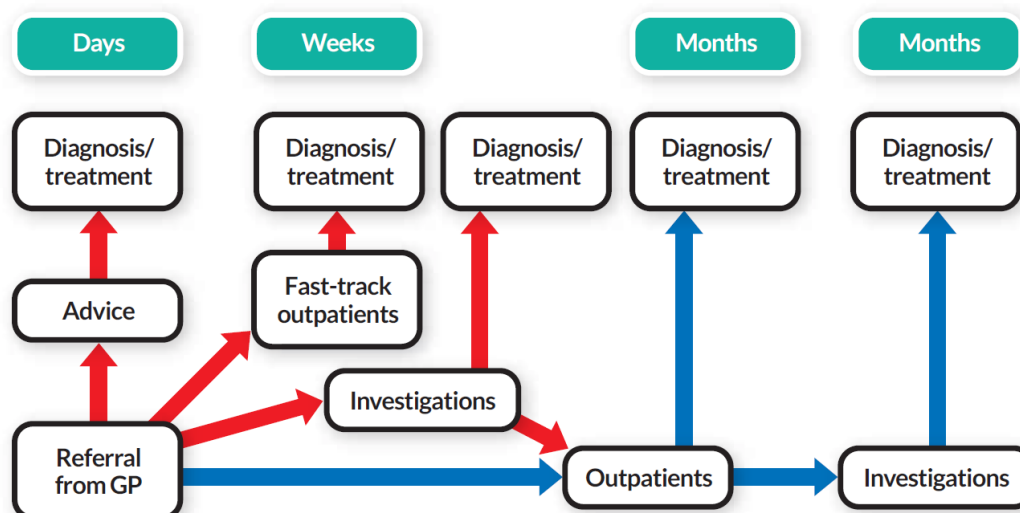 Days
Weeks
Months
Months
Diagnosis/
treatment
Diagnosis/
treatment
Diagnosis/
treatment
Diagnosis/
treatment
Diagnosis/
treatment
Advice
Fast-track
outpatients
Investigations
Referral
from GP
Outpatients
Investigations